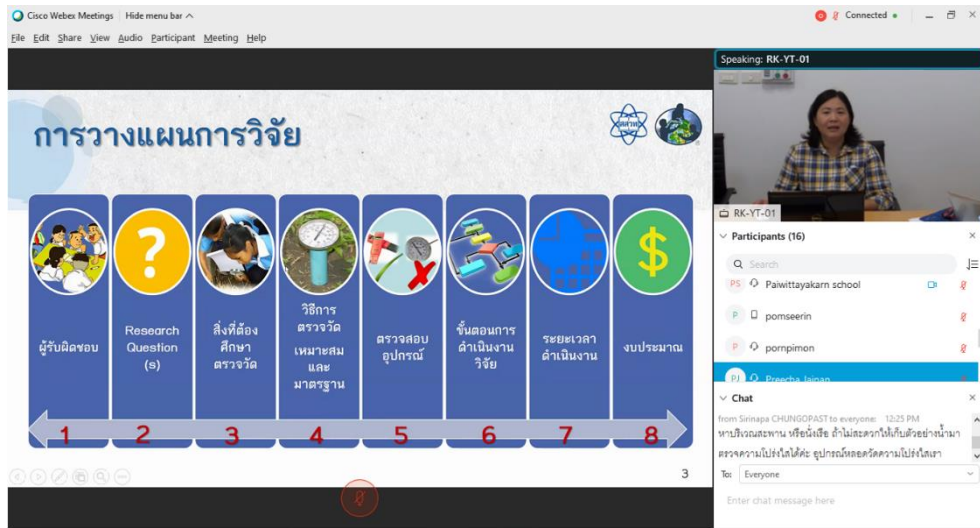 Cisco Webex Meetings
Hide menu bar
Connected
File Edit Share View Audio Participant Meeting Help
Speaking: RK-YT-01
การวางแผนการวิจัย
ผู้รับผิดชอบ
Research
Question
(s)
สิ่งที่ต้อง
ศึกษา
ตรวจวัด
วิธีการ
ตรวจวัด
เหมาะสม
และ
มาตรฐาน
ตรวจสอบ
อุปกรณ์
ขั้นตอนการ
ดำเนินงาน
วิจัย
ระยะเวลา
ดำเนินงาน
งบประมาณ
1 2 3 4 5 6 7 8
3
RK-YT-01
Participants (16)
Search
PS Paiwittayakarn school
P pomseerin
P pornpimon
PJ Preecha Jainan
Chat
from Sirinapa CHUNGOPAST to everyone: 12:25 PM
หาบริเวณสะพาน หรือนั่งเรือ ถ้าไม่สะดวกให้เก็บตัวอย่างน้ำมา
ตรวจความโปร่งใสได้ค่ะ อุปกรณ์หลอดวัดความโปร่งใสเรา
To: Everyone
Enter chat message here